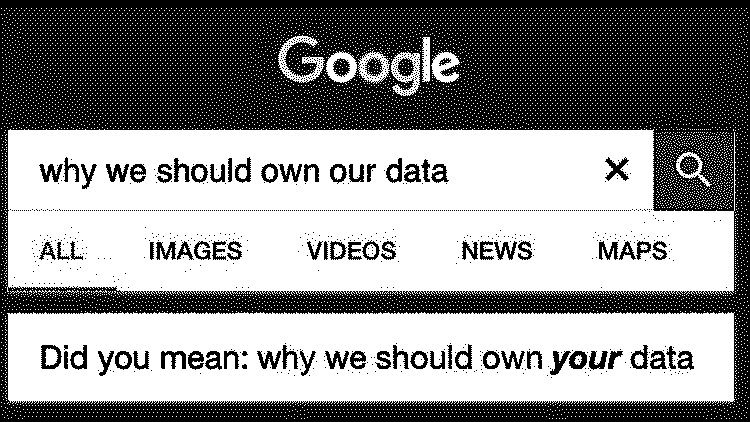 Google
why we should own our data
ALL IMAGES VIDEOS NEWS MAPS
Did you mean: why we should own your data